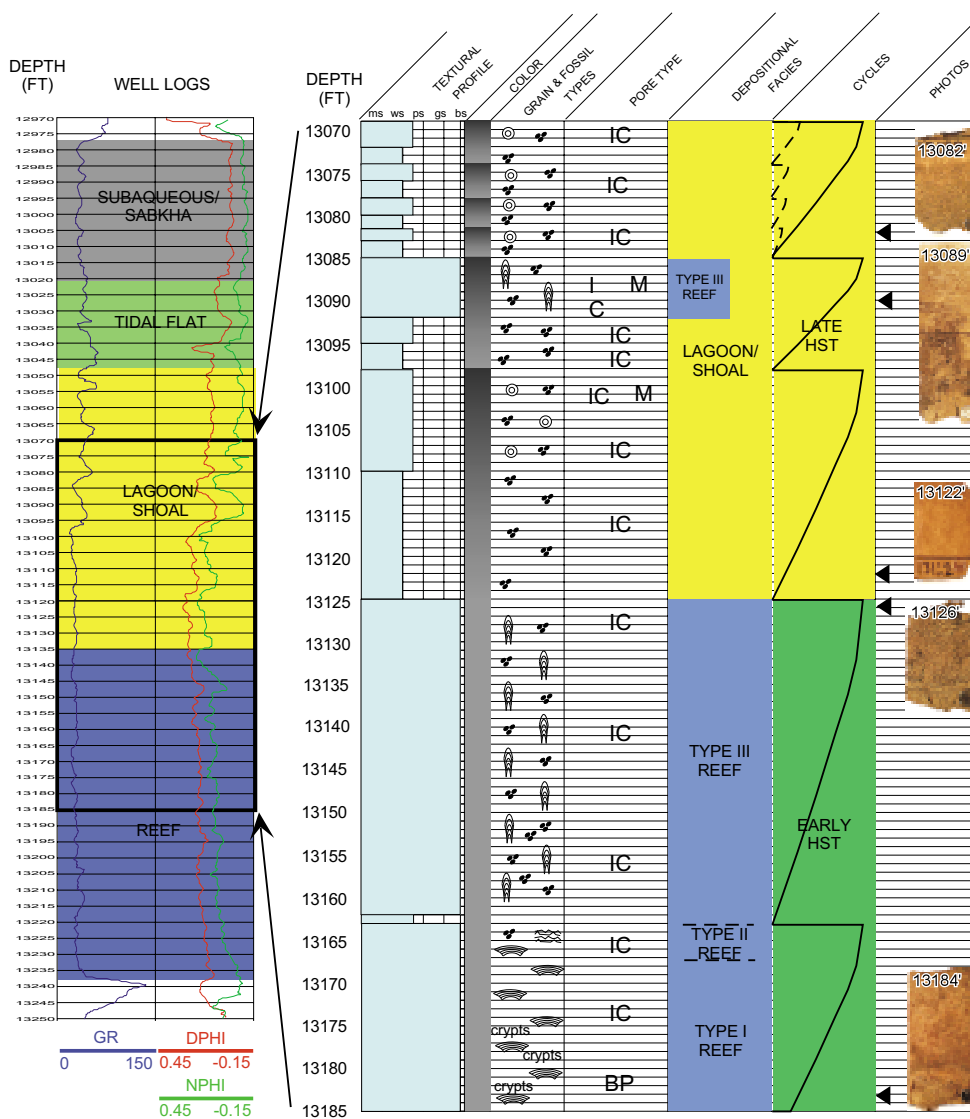 DEPTH
(FT)
WELL LOGS
12970
12975
12980
12985
12990
12995
13000
13005
13010
13015
13020
13025
13030
13035
13040
13045
13050
13055
13060
13065
13070
13075
13080
13085
13090
13095
13100
13105
13110
13115
13120
13125
13130
13135
13140
13145
13150
13155
13160
13165
13170
13175
13180
13185
13190
13195
13200
13205
13210
13215
13220
13225
13230
13235
13240
13245
13250
SUBAQUEOUS/
SABKHA
TIDAL FLAT
LAGOON/
SHOAL
REEF
GR
0 150
DPHI
0.45 -0.15
NPHI
0.45 -0.15
DEPTH
(FT)
TEXTURAL
PROFILE
COLOR
GRAIN & FOSSIL
TYPES
PORE TYPE
DEPOSITIONAL
FACIES
CYCLES
PHOTOS
ms ws ps gs bs
13070
13075
13080
13085
13090
13095
13100
13105
13110
13115
13120
13125
13130
13135
13140
13145
13150
13155
13160
13165
13170
13175
13180
13185
crypts
crypts
crypts
IC
IC
IC
I M
C
IC
IC
IC M
IC
IC
IC
IC
IC
IC
IC
BP
TYPE III
REEF
LAGOON/
SHOAL
TYPE III
REEF
TYPE II
REEF
TYPE I
REEF
LATE
HST
EARLY
HST
13082'
13089'
13122'
13126'
13184'